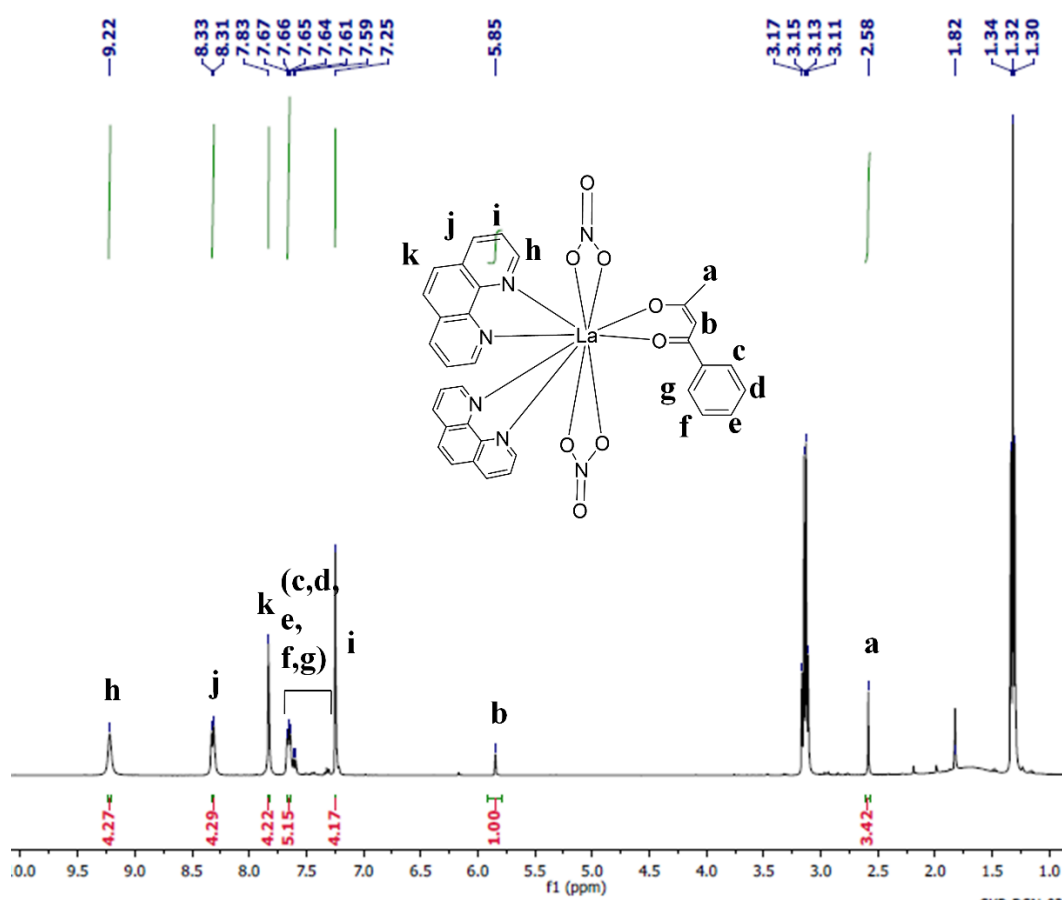 9.22
8.33
8.31
7.83
7.67
7.66
7.65
7.64
7.61
7.59
7.25
5.85
3.17
3.15
3.13
3.11
2.58
1.82
1.34
1.32
1.30
O
N
O O
i
j
h
k
N
N
La
O
O
a
b
c
d
e
f
g
N
N
O O
N
O
h
j
k
(c,d,
e,
f,g)
i
b
a
4.27
4.29
4.22
5.15
4.17
1.00
3.42
0.0 9.5 9.0 8.5 8.0 7.5 7.0 6.5 6.0 5.5 5.0 4.5 4.0 3.5 3.0 2.5 2.0 1.5 1.0
f1 (ppm)